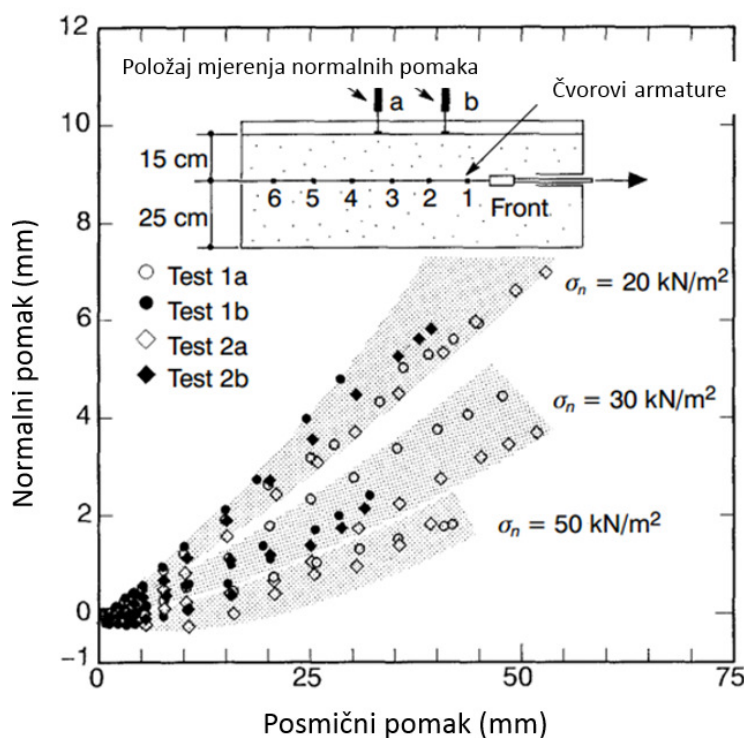 12
10
8
6
4
2
0
−1
Normalni pomak (mm)
Položaj mjerenja normalnih pomaka
a
b
Čvorovi armature
15 cm
25 cm
6 5 4 3 2 1
Front
Test 1a
Test 1b
Test 2a
Test 2b
σn = 20 kN/m²
σn = 30 kN/m²
σn = 50 kN/m²
0 25 50 75
Posmični pomak (mm)